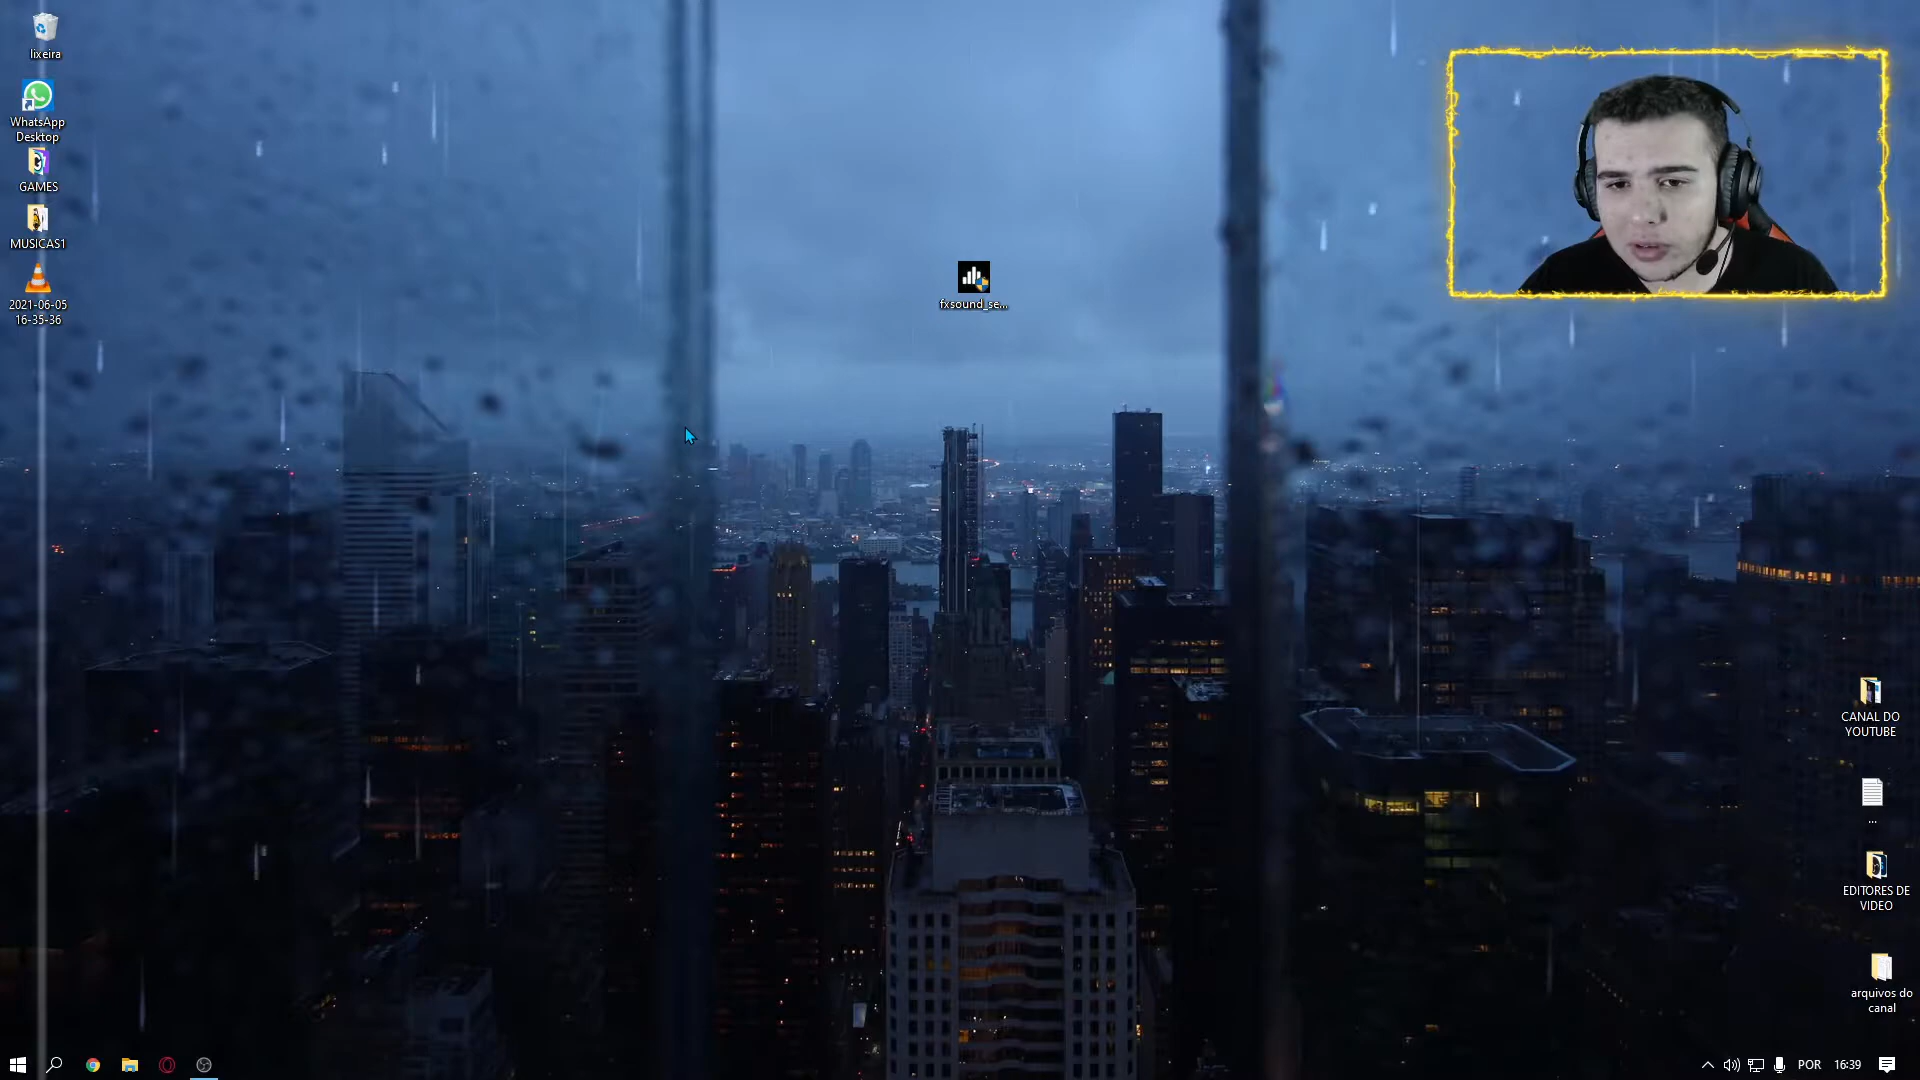 lixeira
WhatsApp
Desktop
GAMES
MUSICAS1
2021-06-05
16-35-36
fxsound_se...
CANAL DO
YOUTUBE
...
EDITORES DE
VIDEO
arquivos do
canal
POR
16:39